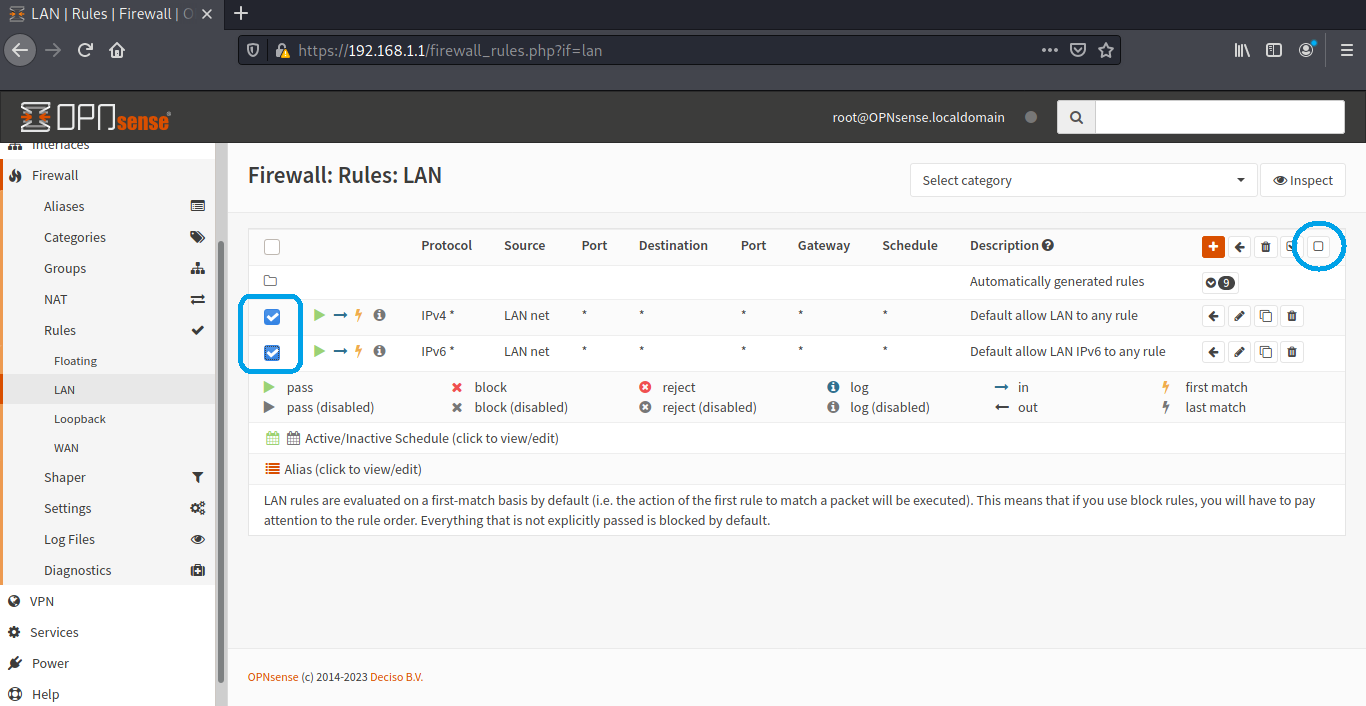 LAN | Rules | Firewall | O
https://192.168.1.1/firewall_rules.php?if=lan
OPNsense
root@OPNsense.localdomain
Interfaces
Firewall
Aliases
Categories
Groups
NAT
Rules
Floating
LAN
Loopback
WAN
Shaper
Settings
Log Files
Diagnostics
VPN
Services
Power
Help
Firewall: Rules: LAN
Select category
Inspect
Protocol Source Port Destination Port Gateway Schedule Description
Automatically generated rules 9
IPv4 * LAN net * * * * * Default allow LAN to any rule
IPv6 * LAN net * * * * * Default allow LAN IPv6 to any rule
pass block reject log in first match
pass (disabled) block (disabled) reject (disabled) log (disabled) out last match
Active/Inactive Schedule (click to view/edit)
Alias (click to view/edit)
LAN rules are evaluated on a first-match basis by default (i.e. the action of the first rule to match a packet will be executed). This means that if you use block rules, you will have to pay
attention to the rule order. Everything that is not explicitly passed is blocked by default.
OPNsense (c) 2014-2023 Deciso B.V.